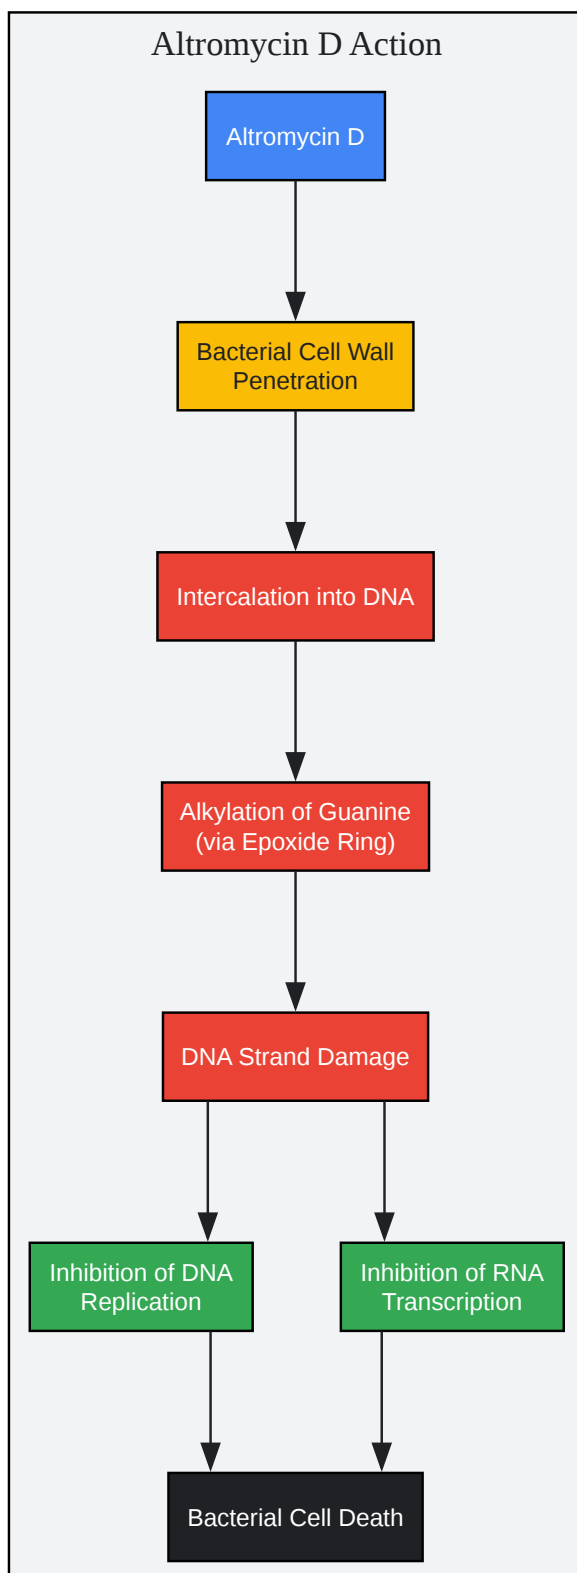 Altromycin D Action
Altromycin D
Bacterial Cell Wall
Penetration
Intercalation into DNA
Alkylation of Guanine
(via Epoxide Ring)
DNA Strand Damage
Inhibition of DNA
Replication
Inhibition of RNA
Transcription
Bacterial Cell Death